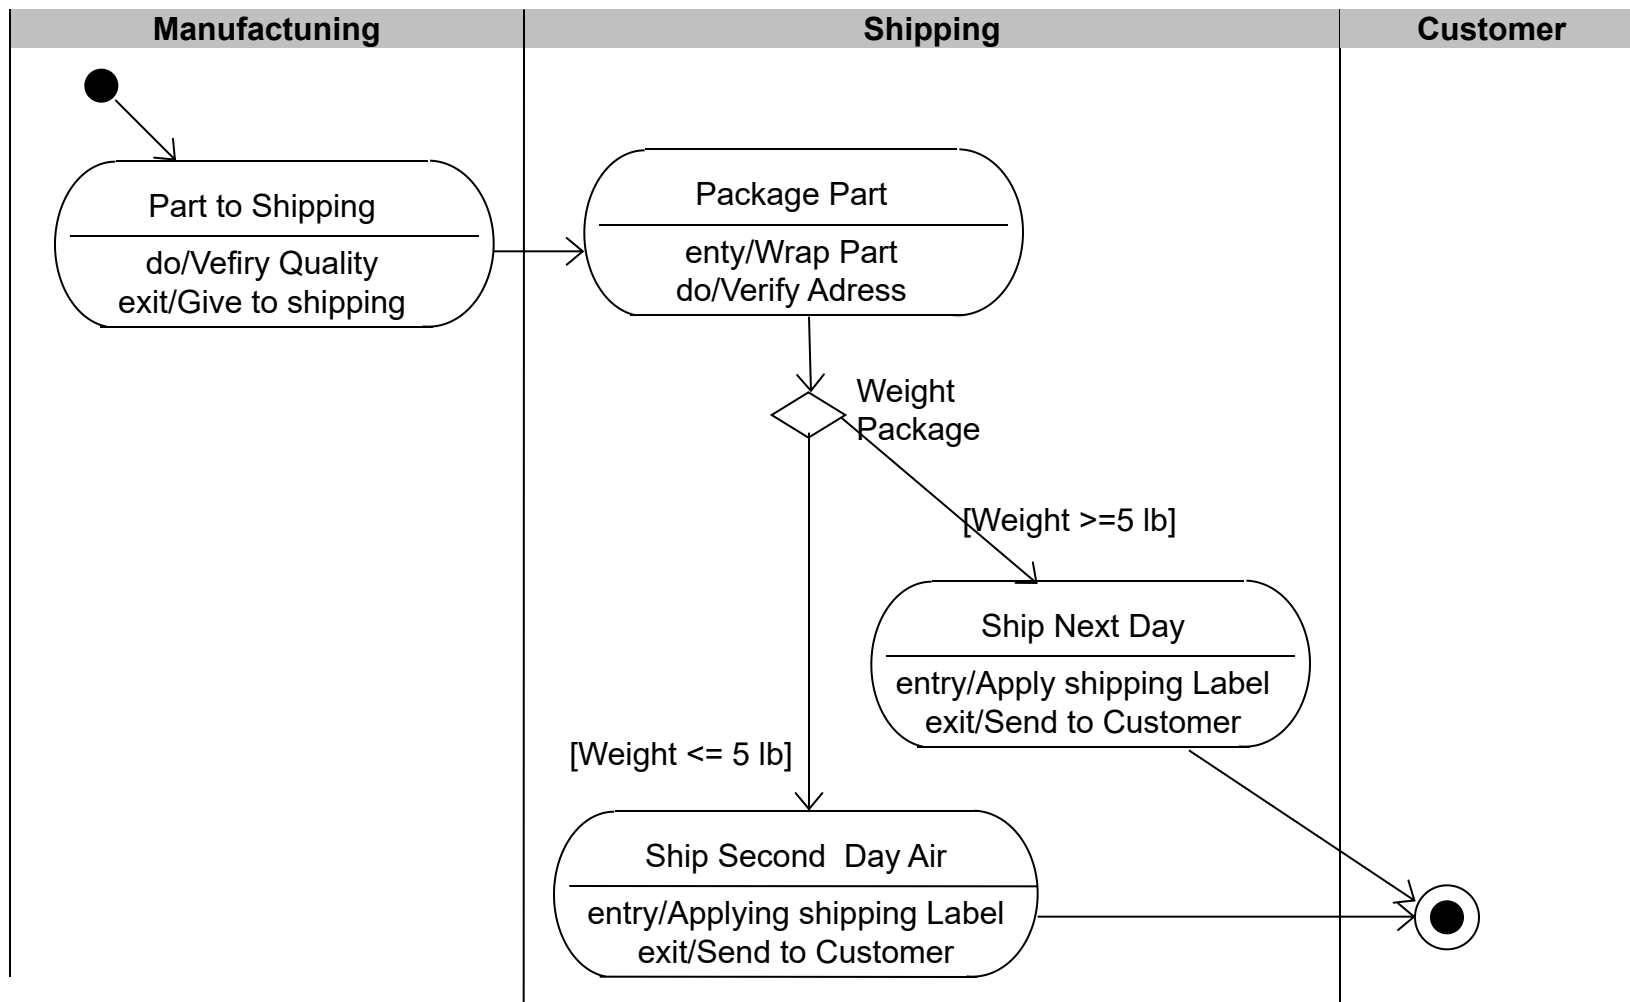 Manufactuning
Shipping
Customer
Part to Shipping
do/Vefiry Quality
exit/Give to shipping
Package Part
enty/Wrap Part
do/Verify Adress
Weight
Package
[Weight >=5 lb]
Ship Next Day
entry/Apply shipping Label
exit/Send to Customer
[Weight <= 5 lb]
Ship Second  Day Air
entry/Applying shipping Label
exit/Send to Customer